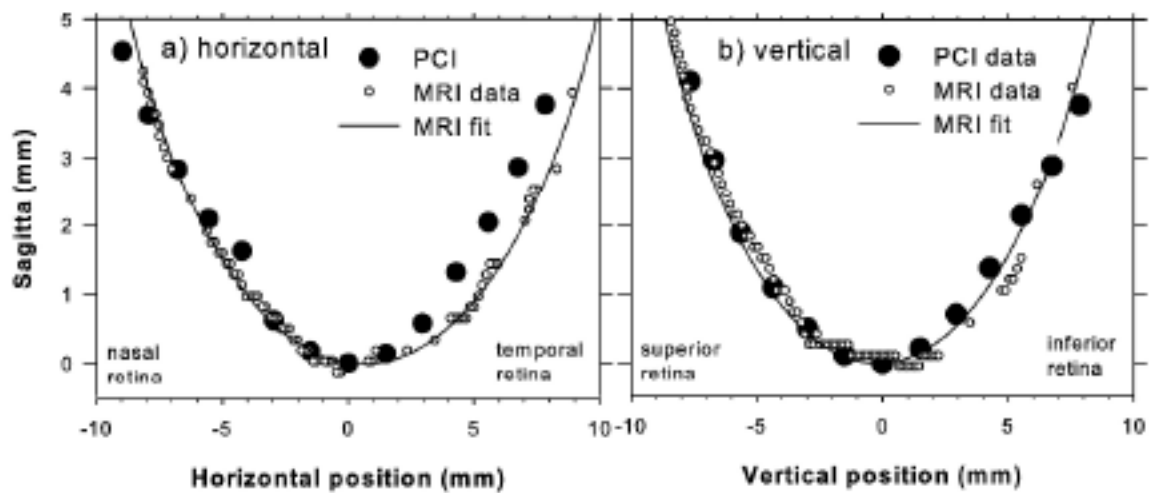 a) horizontal
PCI
MRI data
MRI fit
nasal
retina
temporal
retina
5
4
3
2
1
0
-10
-5
0
5
10
Sagitta (mm)
Horizontal position (mm)
b) vertical
PCI data
MRI data
MRI fit
superior
retina
inferior
retina
-10
-5
0
5
10
Vertical position (mm)